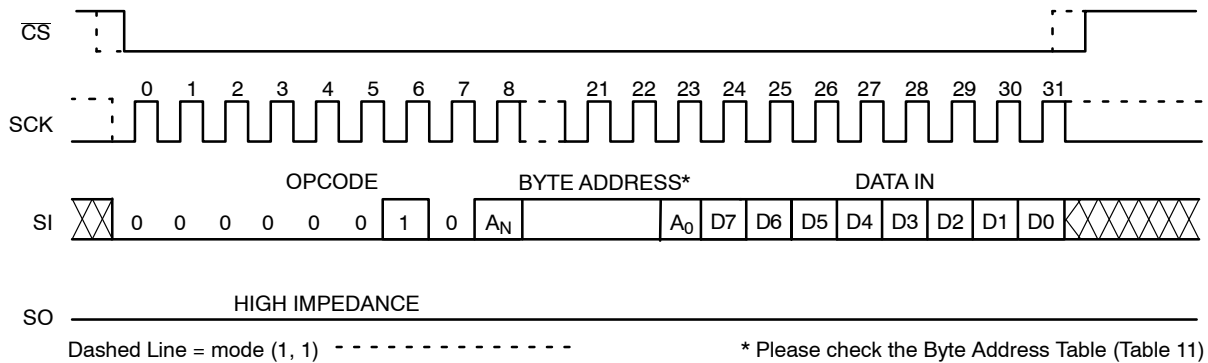 CS
0 1 2 3 4 5 6 7 8 21 22 23 24 25 26 27 28 29 30 31
SCK
OPCODE BYTE ADDRESS* DATA IN
SI 0 0 0 0 0 0 1 0 AN A0 D7 D6 D5 D4 D3 D2 D1 D0
HIGH IMPEDANCE
SO
Dashed Line = mode (1, 1) * Please check the Byte Address Table (Table 11)